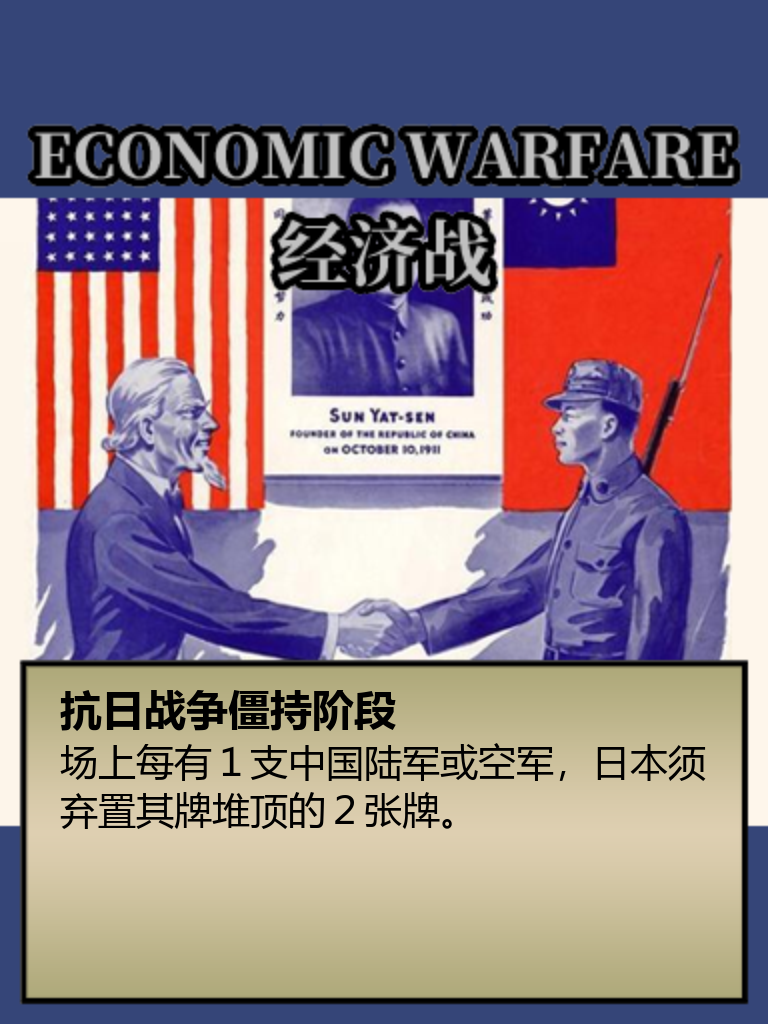 ECONOMIC WARFARE
经济战
SUN YAT-SEN
FOUNDER OF THE REPUBLIC OF CHINA
ON OCTOBER 10, 1911
抗日战争僵持阶段
场上每有１支中国陆军或空军，日本须
弃置其牌堆顶的２张牌。